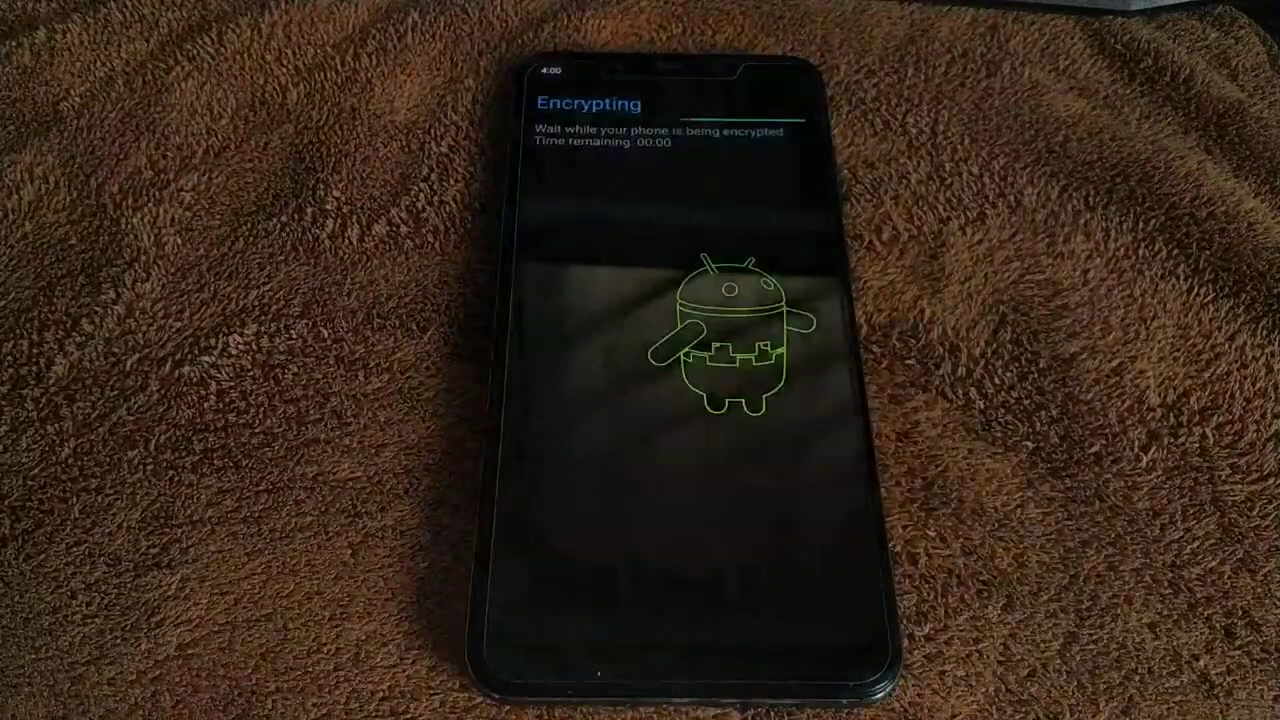 4:00
Encrypting
Wait while your phone is being encrypted
Time remaining: 00:00